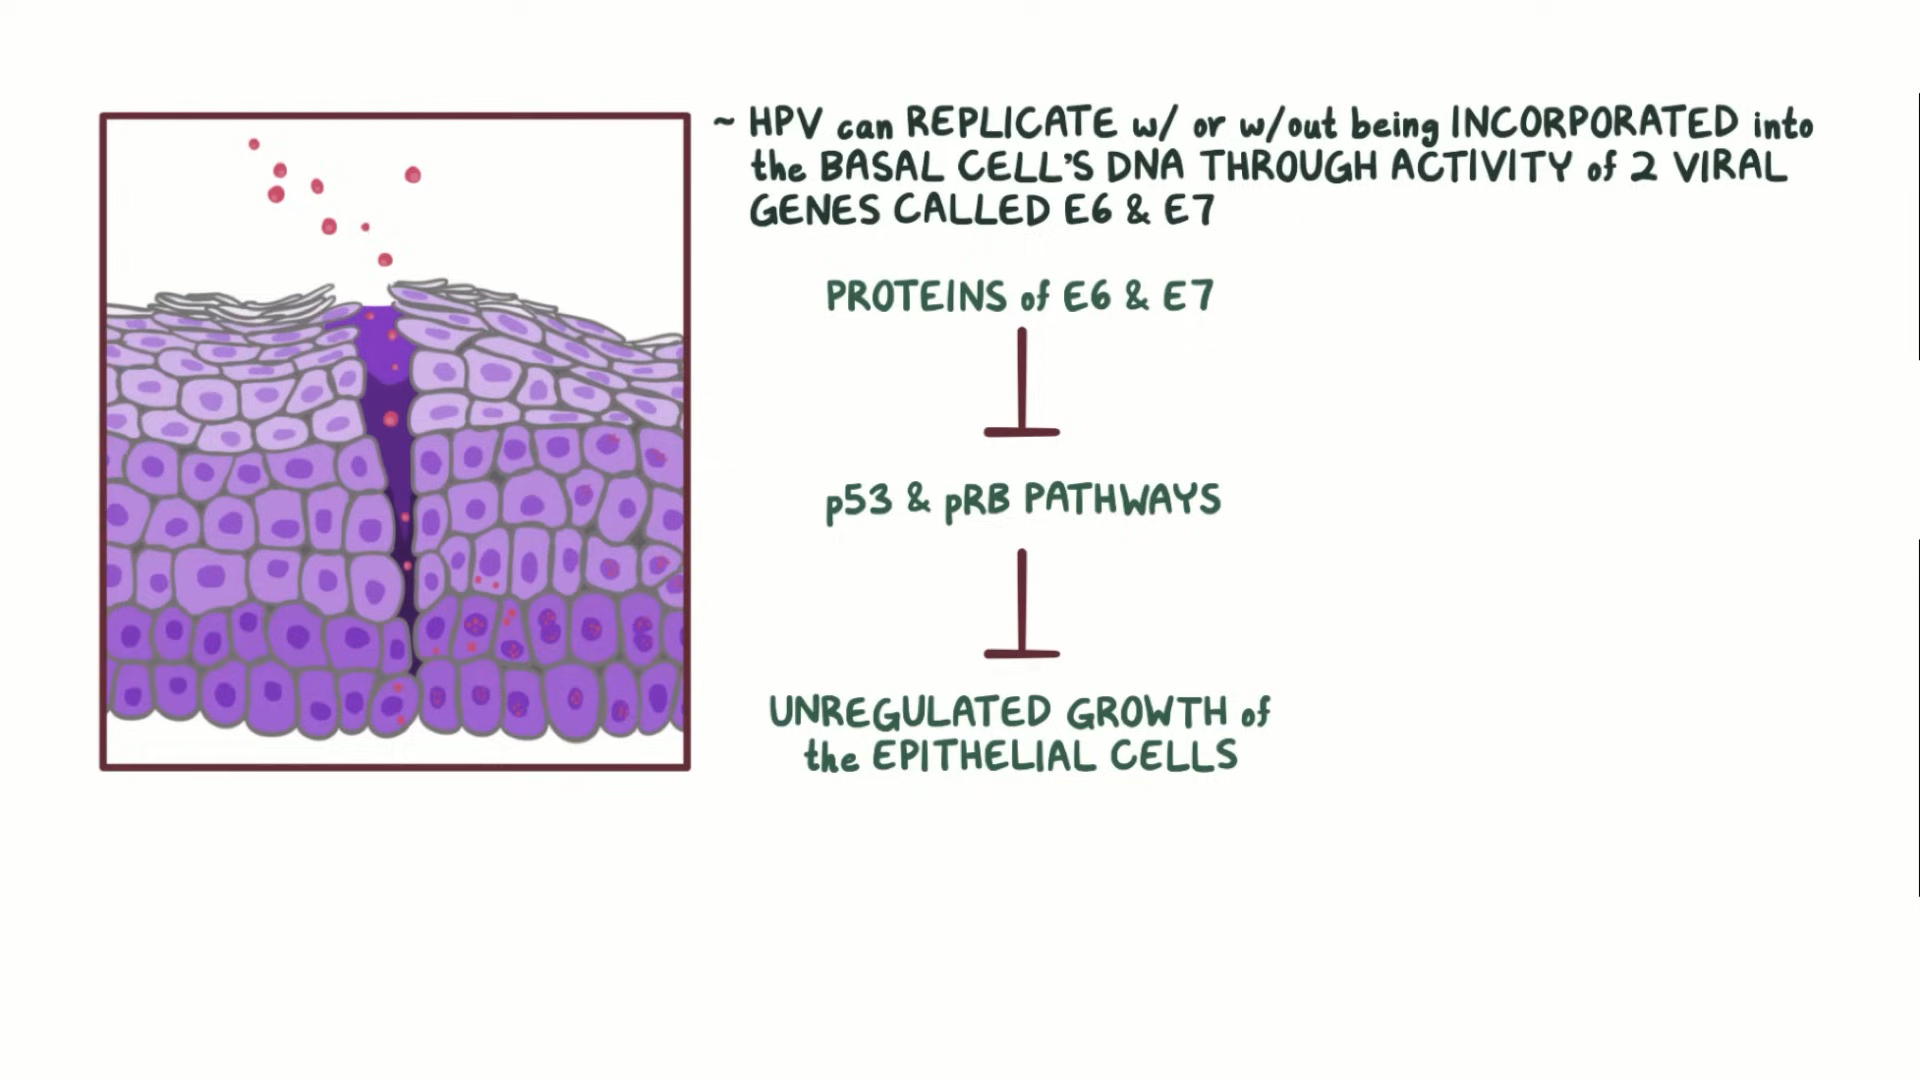 ~ HPV can REPLICATE w/ or w/out being INCORPORATED into
the BASAL CELL'S DNA THROUGH ACTIVITY of 2 VIRAL
GENES CALLED E6 & E7
PROTEINS of E6 & E7
p53 & pRB PATHWAYS
UNREGULATED GROWTH of
the EPITHELIAL CELLS